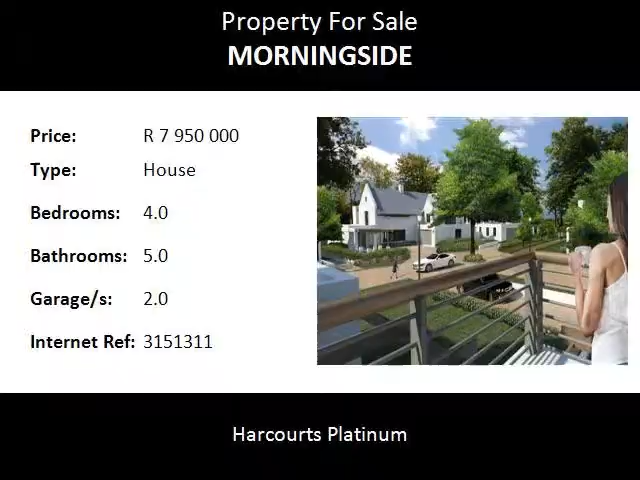 Property For Sale
MORNINGSIDE
Price: R 7 950 000
Type: House
Bedrooms: 4.0
Bathrooms: 5.0
Garage/s: 2.0
Internet Ref: 3151311
Harcourts Platinum